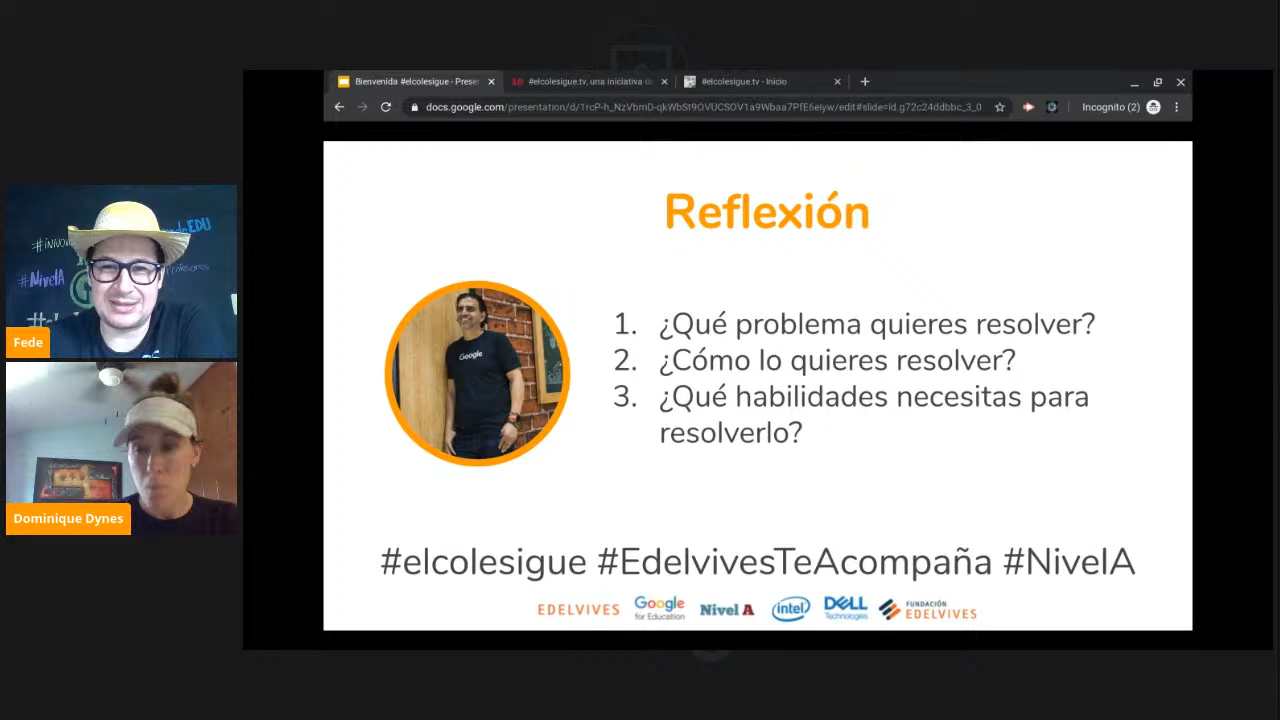 Bienvenida #elcolesigue - Presen
#elcolesigue.tv, una iniciativa de
#elcolesigue.tv - Inicio
docs.google.com/presentation/d/1rcP-h_NzVbmD-qkWbSt9OVUCSOV1a9Wbaa7PfE6eiyw/edit#slide=id.g72c24ddbbc_3_0
Incognito (2)
Reflexión
Google
1. ¿Qué problema quieres resolver?
2. ¿Cómo lo quieres resolver?
3. ¿Qué habilidades necesitas para
resolverlo?
#elcolesigue #EdelvivesTeAcompaña #NivelA
EDELVIVES
Google
for Education
Nivel A
intel
DELL
Technologies
FUNDACIÓN
EDELVIVES
#NivelA
Profesores
Fede
Dominique Dynes